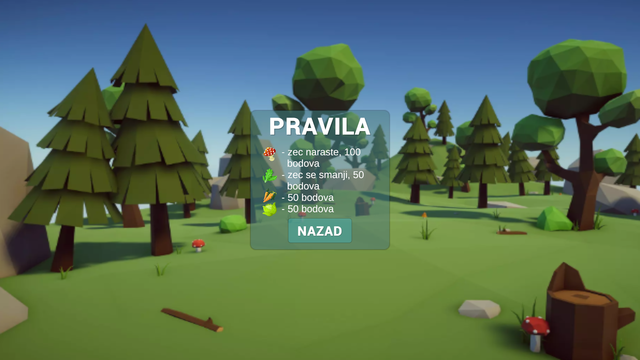 PRAVILA
- zec naraste, 100
bodova
- zec se smanji, 50
bodova
- 50 bodova
- 50 bodova
NAZAD